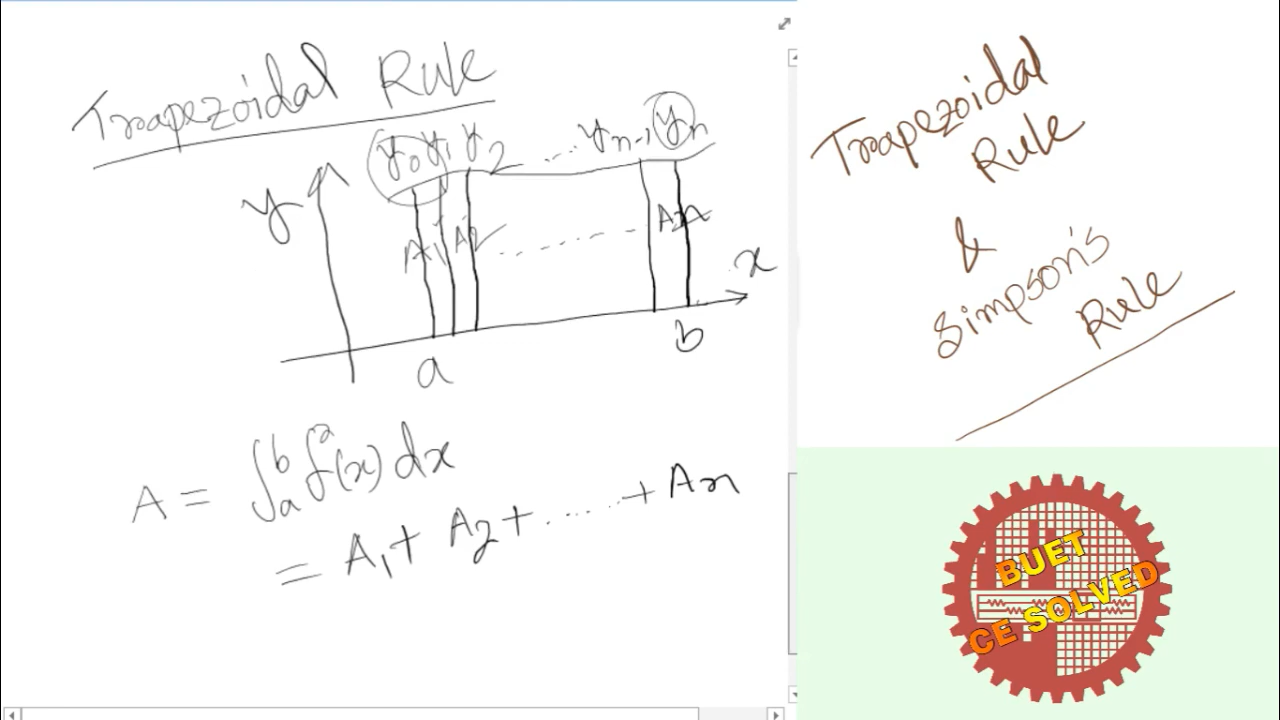 Trapezoidal Rule
y₀ y₁ y₂ ... yₙ₋₁ yₙ
y
A₁ A₂ ...... Aₙ
x
a b
A = ∫ₐᵇ f(x) dx
= A₁ + A₂ + ...... + Aₙ
Trapezoidal
Rule
&
Simpson's
Rule
BUET
CE SOLVED